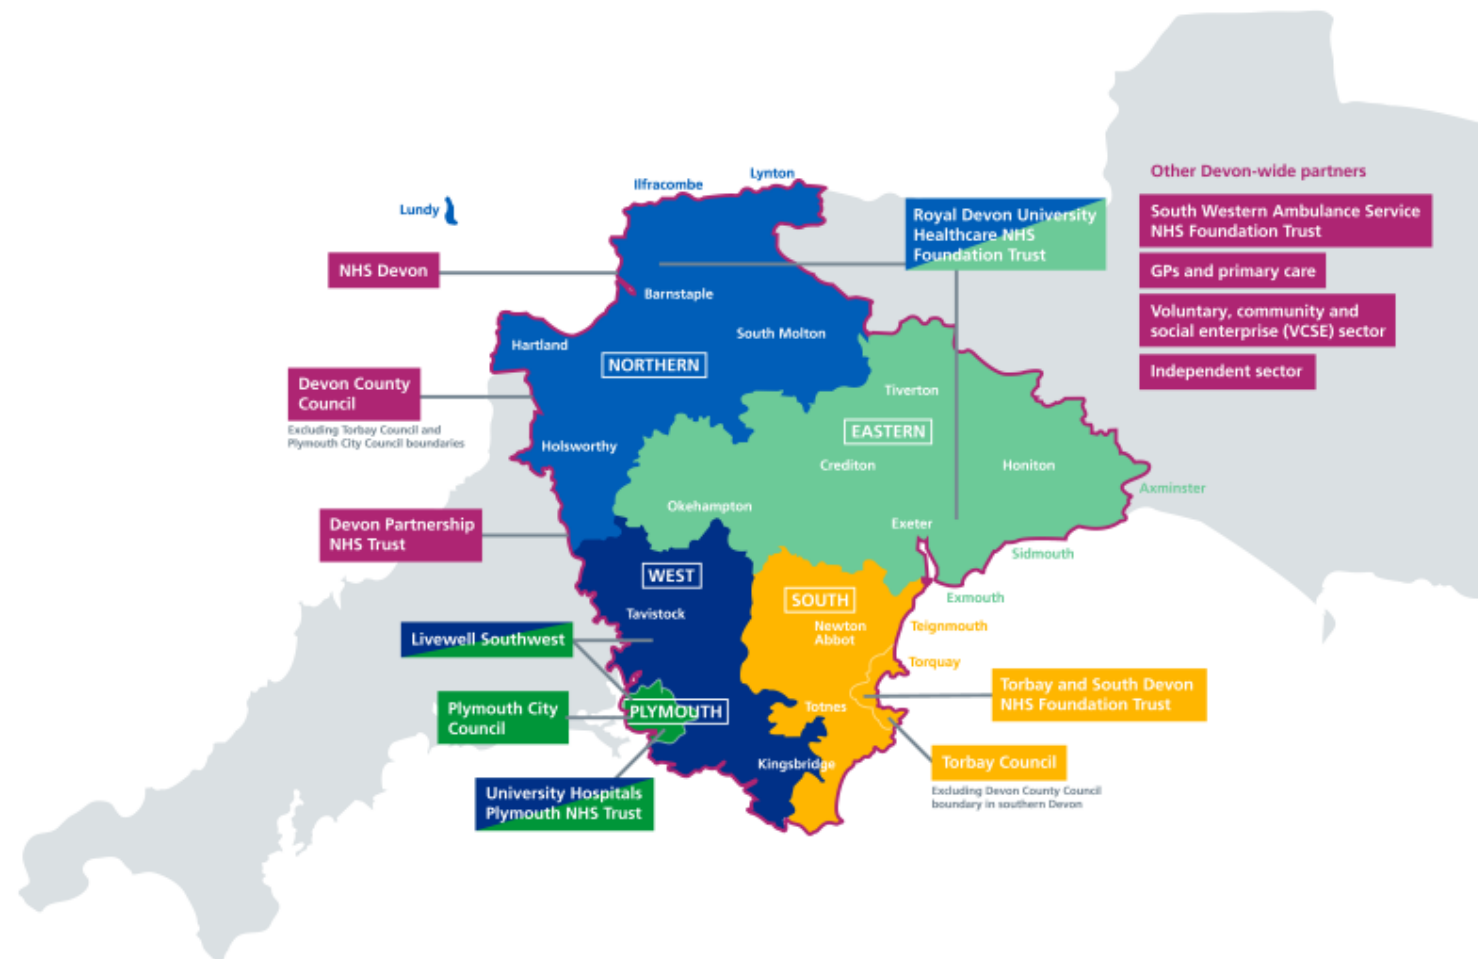 Other Devon-wide partners
South Western Ambulance Service
NHS Foundation Trust
GPs and primary care
Voluntary, community and
social enterprise (VCSE) sector
Independent sector
Lynton
Ilfracombe
Lundy
Royal Devon University
Healthcare NHS
Foundation Trust
NHS Devon
Barnstaple
South Molton
Hartland
NORTHERN
Devon County
Council
Excluding Torbay Council and
Plymouth City Council boundaries
Tiverton
EASTERN
Holsworthy
Crediton
Honiton
Axminster
Okehampton
Exeter
Devon Partnership
NHS Trust
Sidmouth
WEST
SOUTH
Exmouth
Tavistock
Newton
Abbot
Teignmouth
Livewell Southwest
Torquay
Torbay and South Devon
NHS Foundation Trust
Plymouth City
Council
PLYMOUTH
Totnes
Kingsbridge
Torbay Council
Excluding Devon County Council
boundary in southern Devon
University Hospitals
Plymouth NHS Trust